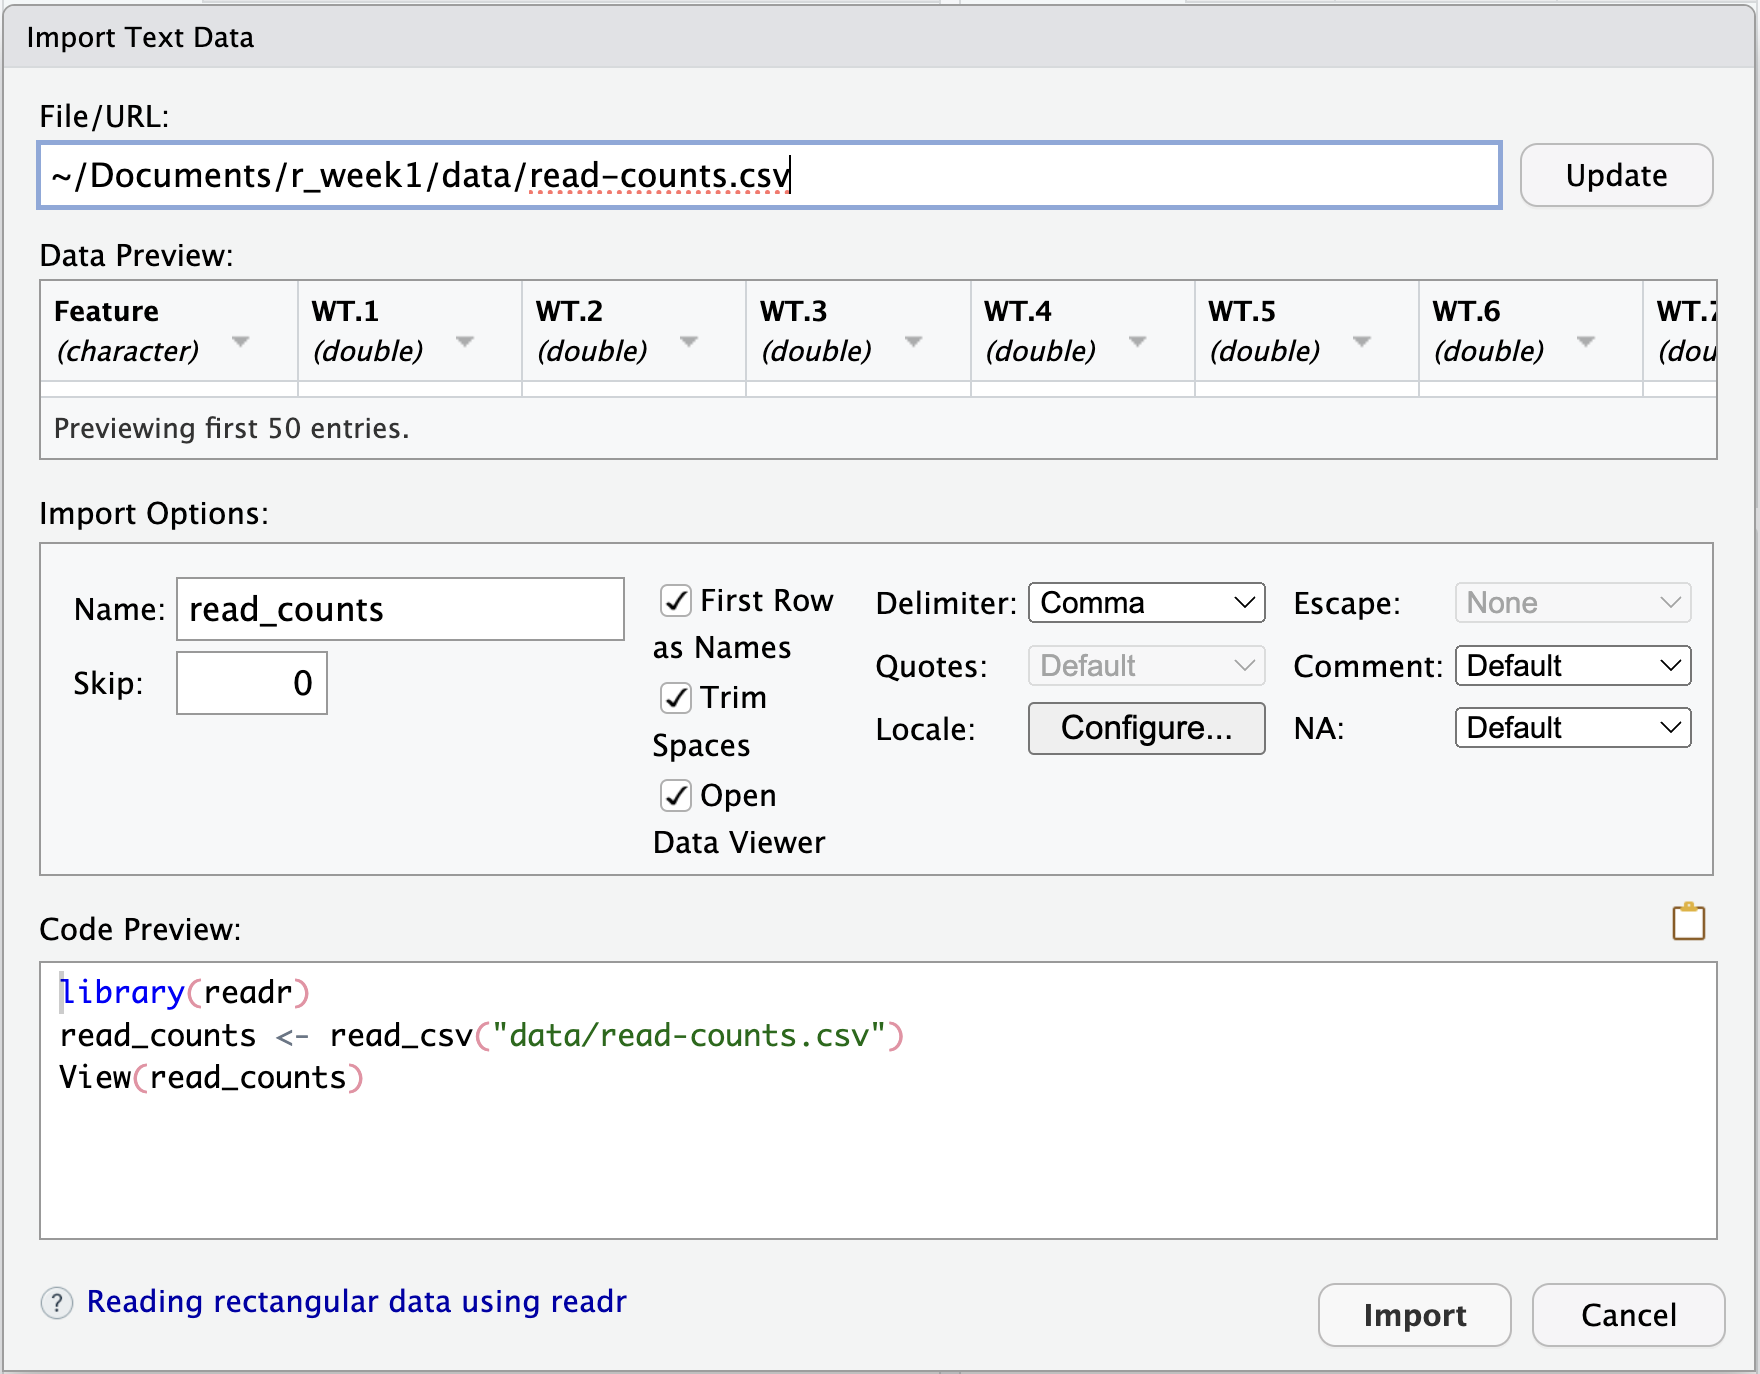 Import Text Data
File/URL:
~/Documents/r_week1/data/read-counts.csv
Update
Data Preview:
Feature WT.1 WT.2 WT.3 WT.4 WT.5 WT.6 WT.7
(character) (double) (double) (double) (double) (double) (double) (dou
Previewing first 50 entries.
Import Options:
Name: read_counts
Skip: 0
First Row
as Names
Trim
Spaces
Open
Data Viewer
Delimiter: Comma
Quotes: Default
Locale: Configure...
Escape: None
Comment: Default
NA: Default
Code Preview:
library(readr)
read_counts <- read_csv("data/read-counts.csv")
View(read_counts)
? Reading rectangular data using readr
Import
Cancel